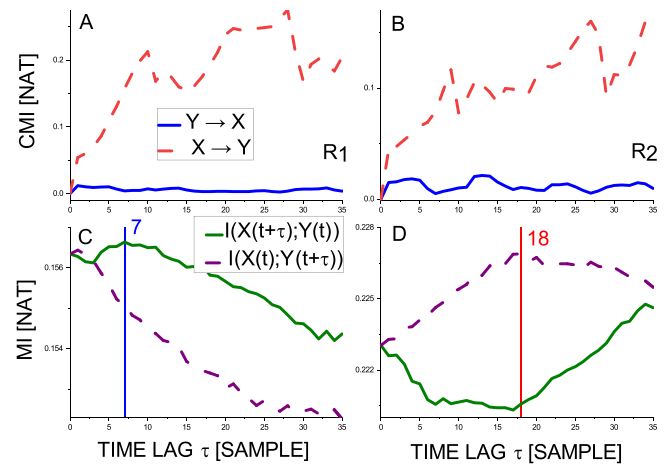 A
B
CMI [NAT]
0.2
0.1
0.0
0.1
0.0
Y → X
X → Y
R1
R2
0 5 10 15 20 25 30 35
0 5 10 15 20 25 30 35
C
7
I(X(t+τ);Y(t))
I(X(t);Y(t+τ))
D
18
MI [NAT]
0.156
0.154
0.228
0.225
0.222
0 5 10 15 20 25 30 35
0 5 10 15 20 25 30 35
TIME LAG τ [SAMPLE]
TIME LAG τ [SAMPLE]